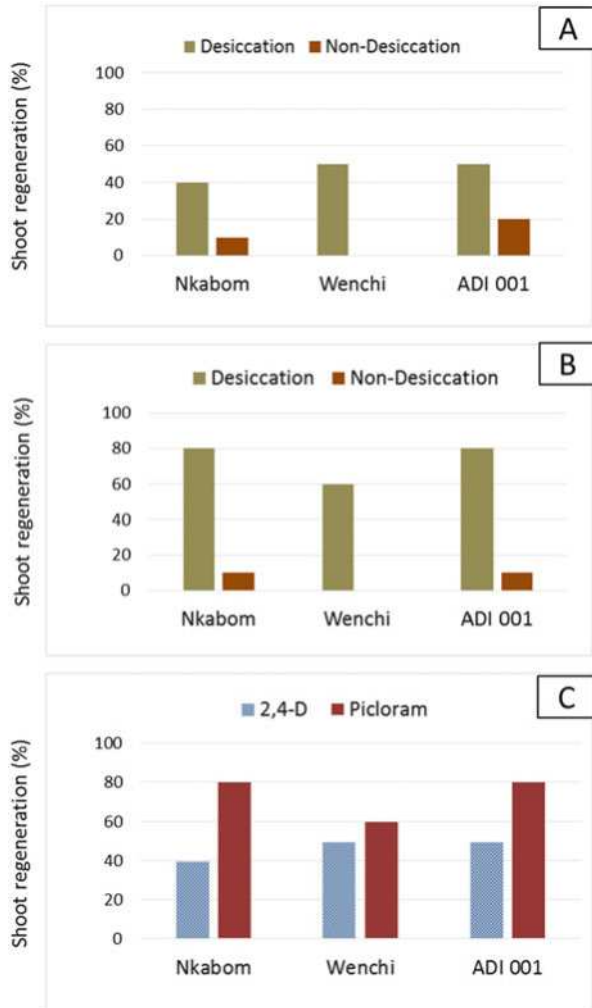 A
Desiccation Non-Desiccation
Shoot regeneration (%)
100
80
60
40
20
0
Nkabom Wenchi ADI 001
B
Desiccation Non-Desiccation
Shoot regeneration (%)
100
80
60
40
20
0
Nkabom Wenchi ADI 001
C
2,4-D Picloram
Shoot regeneration (%)
100
80
60
40
20
0
Nkabom Wenchi ADI 001